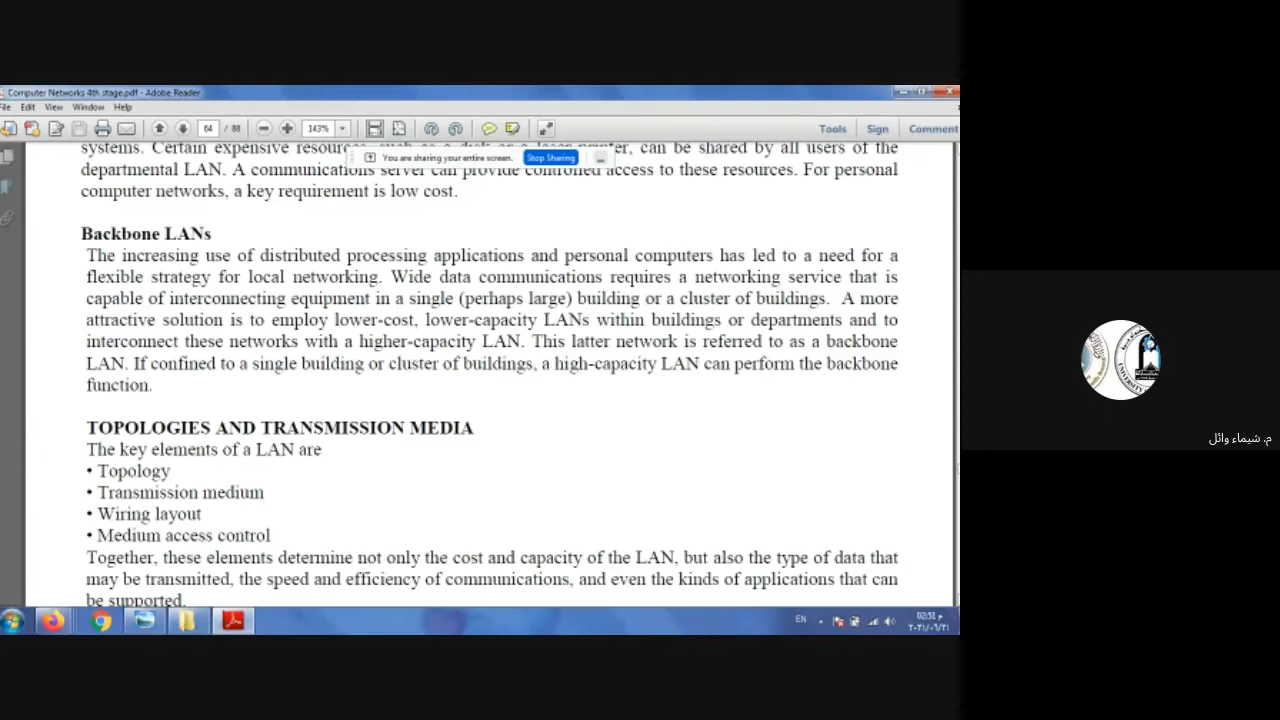 Computer Networks 4th stage.pdf - Adobe Reader
File Edit View Window Help
64 / 88 143% Tools Sign Comment
systems. Certain expensive resources, such as a disk or a laser printer, can be shared by all users of the
You are sharing your entire screen. Stop Sharing
departmental LAN. A communications server can provide controlled access to these resources. For personal
computer networks, a key requirement is low cost.
Backbone LANs
The increasing use of distributed processing applications and personal computers has led to a need for a
flexible strategy for local networking. Wide data communications requires a networking service that is
capable of interconnecting equipment in a single (perhaps large) building or a cluster of buildings. A more
attractive solution is to employ lower-cost, lower-capacity LANs within buildings or departments and to
interconnect these networks with a higher-capacity LAN. This latter network is referred to as a backbone
LAN. If confined to a single building or cluster of buildings, a high-capacity LAN can perform the backbone
function.
TOPOLOGIES AND TRANSMISSION MEDIA
The key elements of a LAN are
• Topology
• Transmission medium
• Wiring layout
• Medium access control
Together, these elements determine not only the cost and capacity of the LAN, but also the type of data that
may be transmitted, the speed and efficiency of communications, and even the kinds of applications that can
be supported.
EN
02:51 م
٢٠٢١/٠٦/٢١
م. شيماء وائل